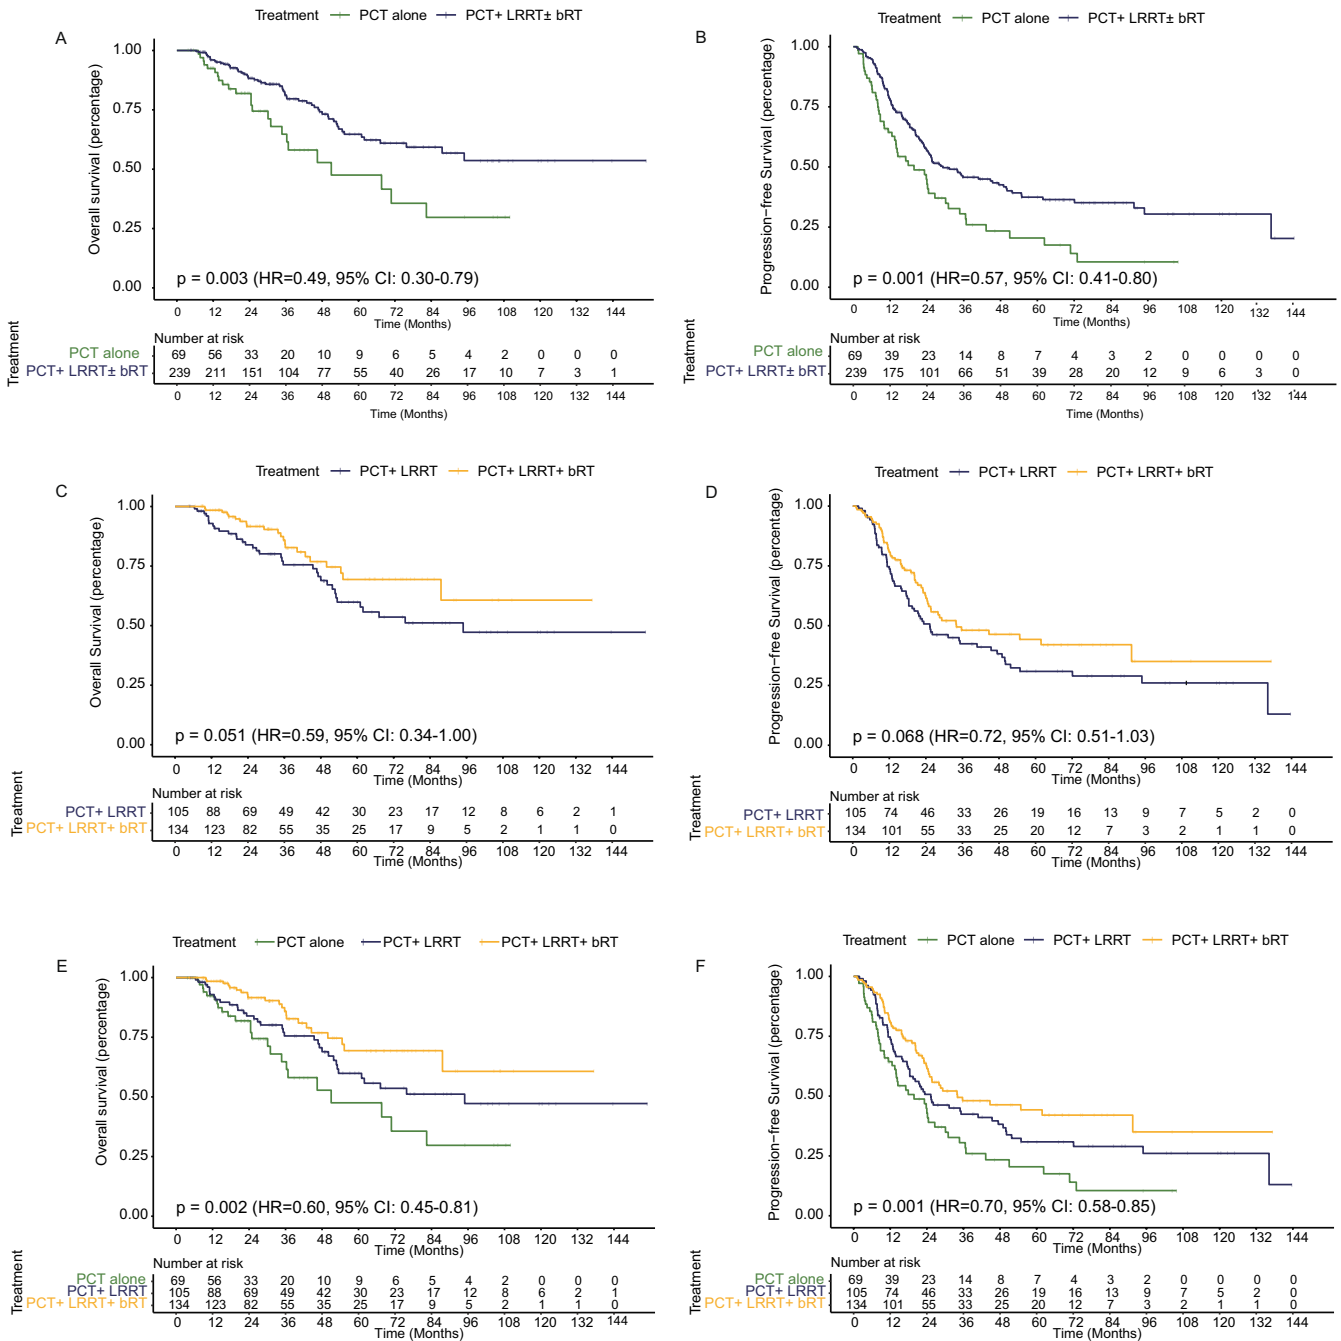 Treatment PCT alone PCT+ LRRT± bRT
A
Overall survival (percentage)
1.00
0.75
0.50
0.25
0.00
p = 0.003 (HR=0.49, 95% CI: 0.30-0.79)
0 12 24 36 48 60 72 84 96 108 120 132 144
Time (Months)
Number at risk
Treatment
PCT alone 69 56 33 20 10 9 6 5 4 2 0 0 0
PCT+ LRRT± bRT 239 211 151 104 77 55 40 26 17 10 7 3 1
0 12 24 36 48 60 72 84 96 108 120 132 144
Time (Months)
Treatment PCT alone PCT+ LRRT± bRT
B
Progression−free Survival (percentage)
1.00
0.75
0.50
0.25
0.00
p = 0.001 (HR=0.57, 95% CI: 0.41-0.80)
0 12 24 36 48 60 72 84 96 108 120 132 144
Time (Months)
Number at risk
Treatment
PCT alone 69 39 23 14 8 7 4 3 2 0 0 0 0
PCT+ LRRT± bRT 239 175 101 66 51 39 28 20 12 9 6 3 0
0 12 24 36 48 60 72 84 96 108 120 132 144
Time (Months)
Treatment PCT+ LRRT PCT+ LRRT+ bRT
C
Overall Survival (percentage)
1.00
0.75
0.50
0.25
0.00
p = 0.051 (HR=0.59, 95% CI: 0.34-1.00)
0 12 24 36 48 60 72 84 96 108 120 132 144
Time (Months)
Number at risk
Treatment
PCT+ LRRT 105 88 69 49 42 30 23 17 12 8 6 2 1
PCT+ LRRT+ bRT 134 123 82 55 35 25 17 9 5 2 1 1 0
0 12 24 36 48 60 72 84 96 108 120 132 144
Time (Months)
Treatment PCT+ LRRT PCT+ LRRT+ bRT
D
Progression−free Survival (percentage)
1.00
0.75
0.50
0.25
0.00
p = 0.068 (HR=0.72, 95% CI: 0.51-1.03)
0 12 24 36 48 60 72 84 96 108 120 132 144
Time (Months)
Number at risk
Treatment
PCT+ LRRT 105 74 46 33 26 19 16 13 9 7 5 2 0
PCT+ LRRT+ bRT 134 101 55 33 25 20 12 7 3 2 1 1 0
0 12 24 36 48 60 72 84 96 108 120 132 144
Time (Months)
Treatment PCT alone PCT+ LRRT PCT+ LRRT+ bRT
E
Overall survival (percentage)
1.00
0.75
0.50
0.25
0.00
p = 0.002 (HR=0.60, 95% CI: 0.45-0.81)
0 12 24 36 48 60 72 84 96 108 120 132 144
Time (Months)
Number at risk
Treatment
PCT alone 69 56 33 20 10 9 6 5 4 2 0 0 0
PCT+ LRRT 105 88 69 49 42 30 23 17 12 8 6 2 1
PCT+ LRRT+ bRT 134 123 82 55 35 25 17 9 5 2 1 1 0
0 12 24 36 48 60 72 84 96 108 120 132 144
Time (Months)
Treatment PCT alone PCT+ LRRT PCT+ LRRT+ bRT
F
Progression−free Survival (percentage)
1.00
0.75
0.50
0.25
0.00
p = 0.001 (HR=0.70, 95% CI: 0.58-0.85)
0 12 24 36 48 60 72 84 96 108 120 132 144
Time (Months)
Number at risk
Treatment
PCT alone 69 39 23 14 8 7 4 3 2 0 0 0 0
PCT+ LRRT 105 74 46 33 26 19 16 13 9 7 5 2 0
PCT+ LRRT+ bRT 134 101 55 33 25 20 12 7 3 2 1 1 0
0 12 24 36 48 60 72 84 96 108 120 132 144
Time (Months)